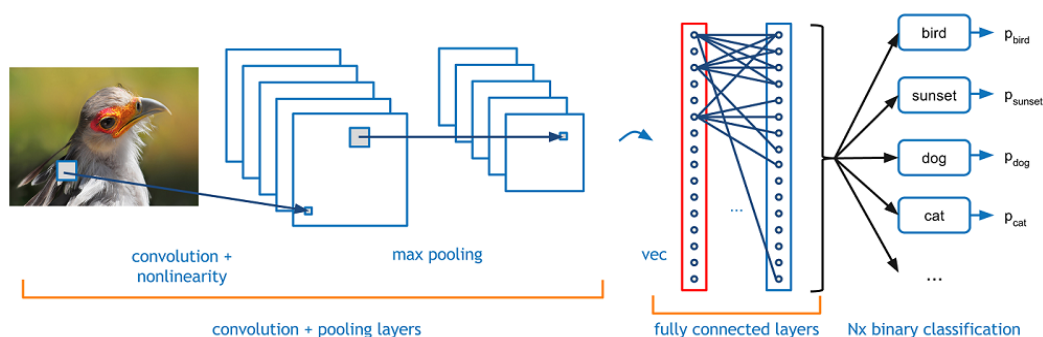 bird
p_bird
sunset
p_sunset
dog
p_dog
cat
p_cat
...
...
convolution +
nonlinearity
max pooling
vec
convolution + pooling layers
fully connected layers
Nx binary classification